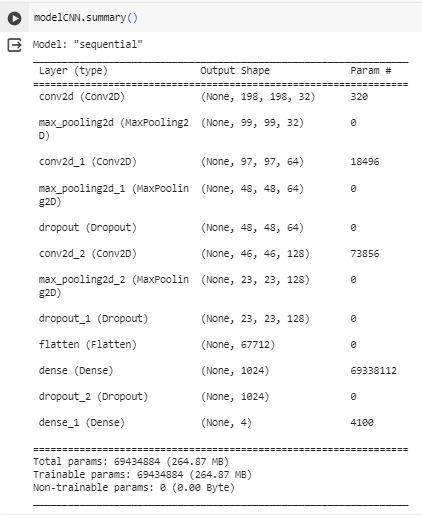 modelCNN.summary()
Model: "sequential"
Layer (type) Output Shape Param #
=================================================================
conv2d (Conv2D) (None, 198, 198, 32) 320
max_pooling2d (MaxPooling2 (None, 99, 99, 32) 0
D)
conv2d_1 (Conv2D) (None, 97, 97, 64) 18496
max_pooling2d_1 (MaxPoolin (None, 48, 48, 64) 0
g2D)
dropout (Dropout) (None, 48, 48, 64) 0
conv2d_2 (Conv2D) (None, 46, 46, 128) 73856
max_pooling2d_2 (MaxPoolin (None, 23, 23, 128) 0
g2D)
dropout_1 (Dropout) (None, 23, 23, 128) 0
flatten (Flatten) (None, 67712) 0
dense (Dense) (None, 1024) 69338112
dropout_2 (Dropout) (None, 1024) 0
dense_1 (Dense) (None, 4) 4100
=================================================================
Total params: 69434884 (264.87 MB)
Trainable params: 69434884 (264.87 MB)
Non-trainable params: 0 (0.00 Byte)